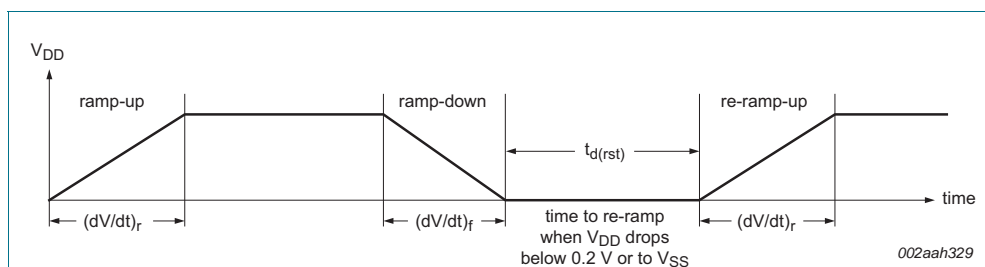 VDD
ramp-up
ramp-down
re-ramp-up
td(rst)
time
(dV/dt)r
(dV/dt)f
time to re-ramp
when VDD drops
below 0.2 V or to VSS
(dV/dt)r
002aah329